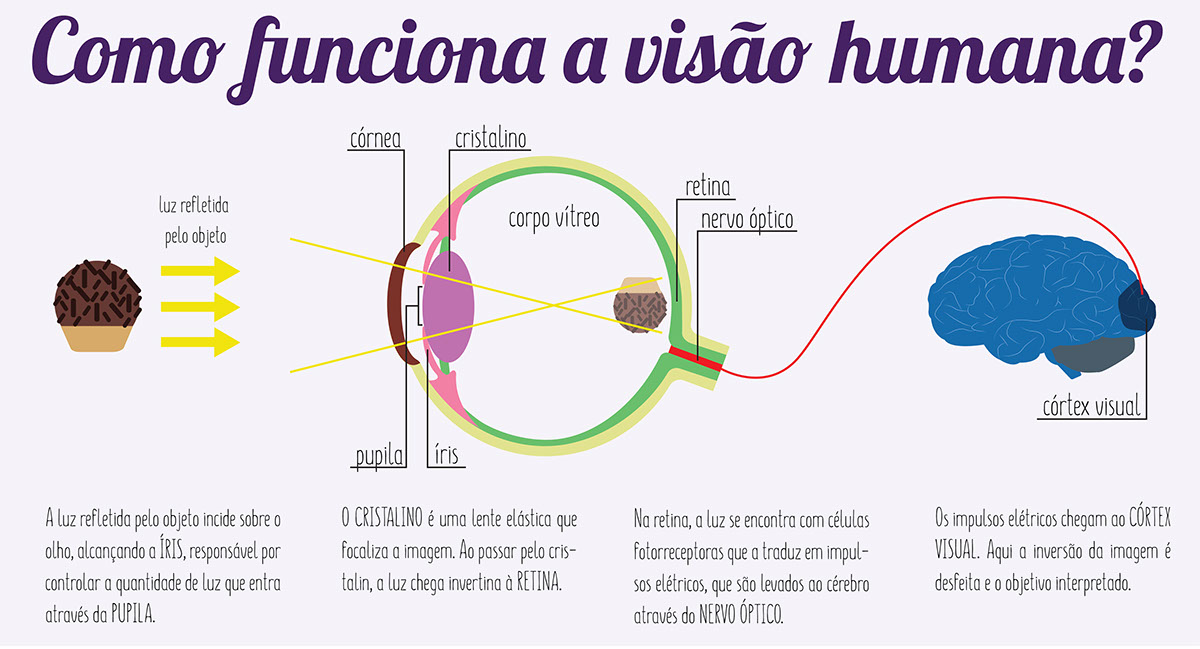 Como funciona a visão humana?
córnea
cristalino
luz refletida
pelo objeto
corpo vítreo
retina
nervo óptico
pupila
íris
córtex visual
A luz refletida pelo objeto incide sobre o
olho, alcançando a ÍRIS, responsável por
controlar a quantidade de luz que entra
através da PUPILA.
O CRISTALINO é uma lente elástica que
focaliza a imagem. Ao passar pelo cris-
talin, a luz chega invertina à RETINA.
Na retina, a luz se encontra com células
fotorreceptoras que a traduz em impul-
sos elétricos, que são levados ao cérebro
através do NERVO ÓPTICO.
Os impulsos elétricos chegam ao CÓRTEX
VISUAL. Aqui a inversão da imagem é
desfeita e o objetivo interpretado.